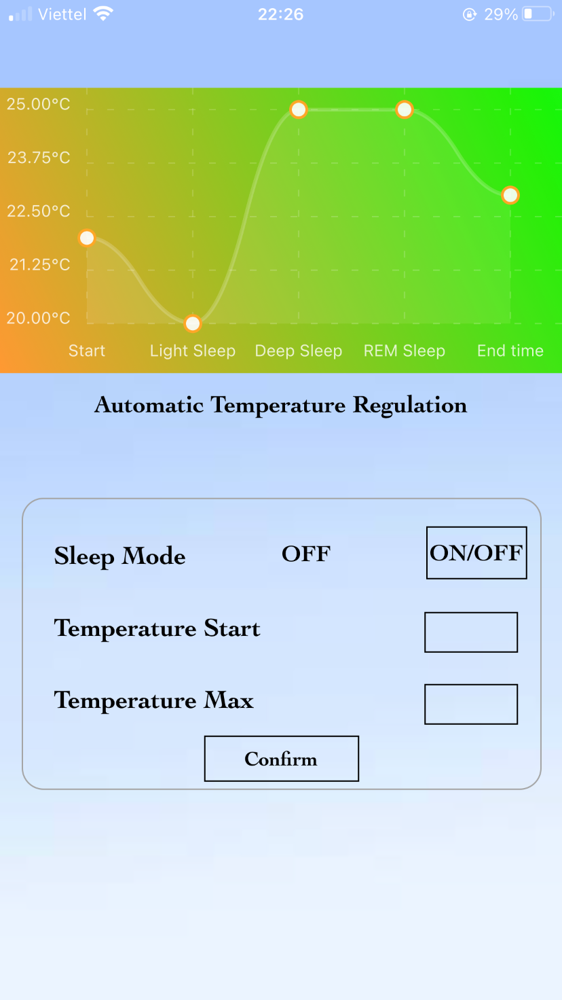 Viettel 22:26 29%
25.00°C
23.75°C
22.50°C
21.25°C
20.00°C
Start Light Sleep Deep Sleep REM Sleep End time
Automatic Temperature Regulation
Sleep Mode OFF ON/OFF
Temperature Start
Temperature Max
Confirm